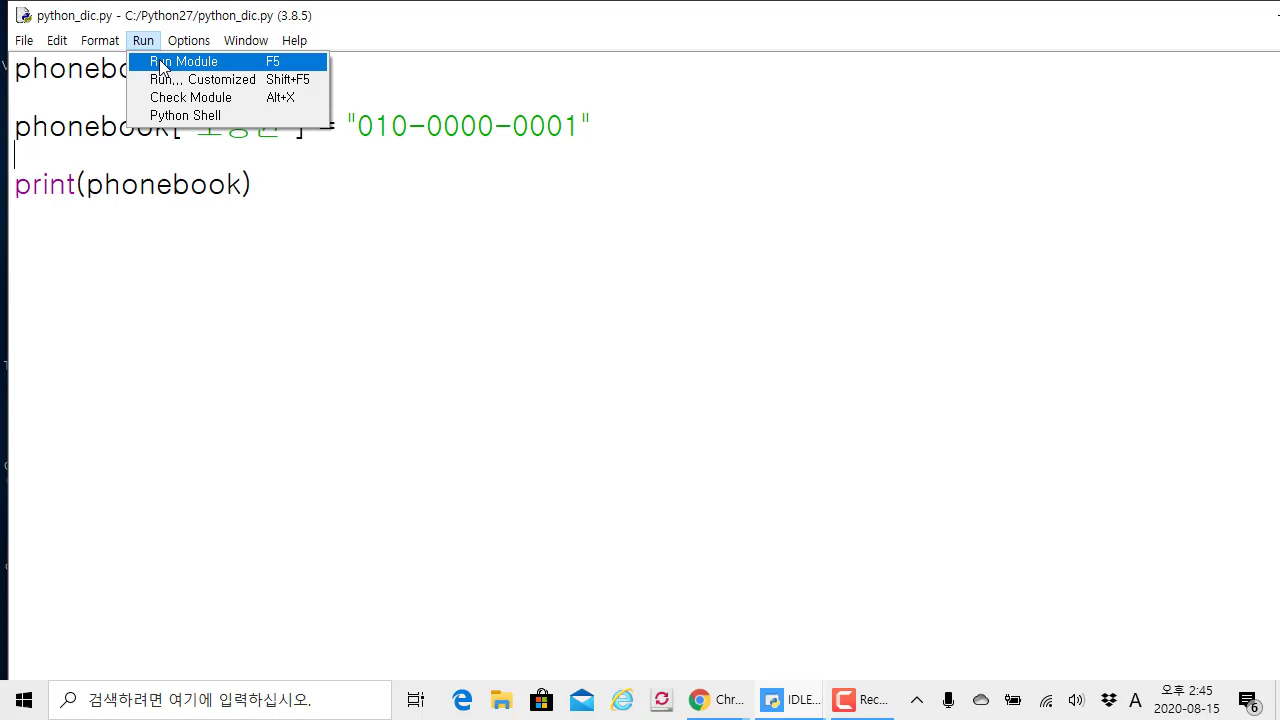 python_dic.py - C:/Python27/python_dic.py (3.8.5)
File Edit Format Run Options Window Help
Run Module F5
Run... Customized Shift+F5
Check Module Alt+X
Python Shell
phonebook[" "] = "010-0000-0001"
print(phonebook)
검색하려면 여기에 입력하십시오.
Chr...
IDLE...
Rec...
A
오후 2:45
2020-08-15
6